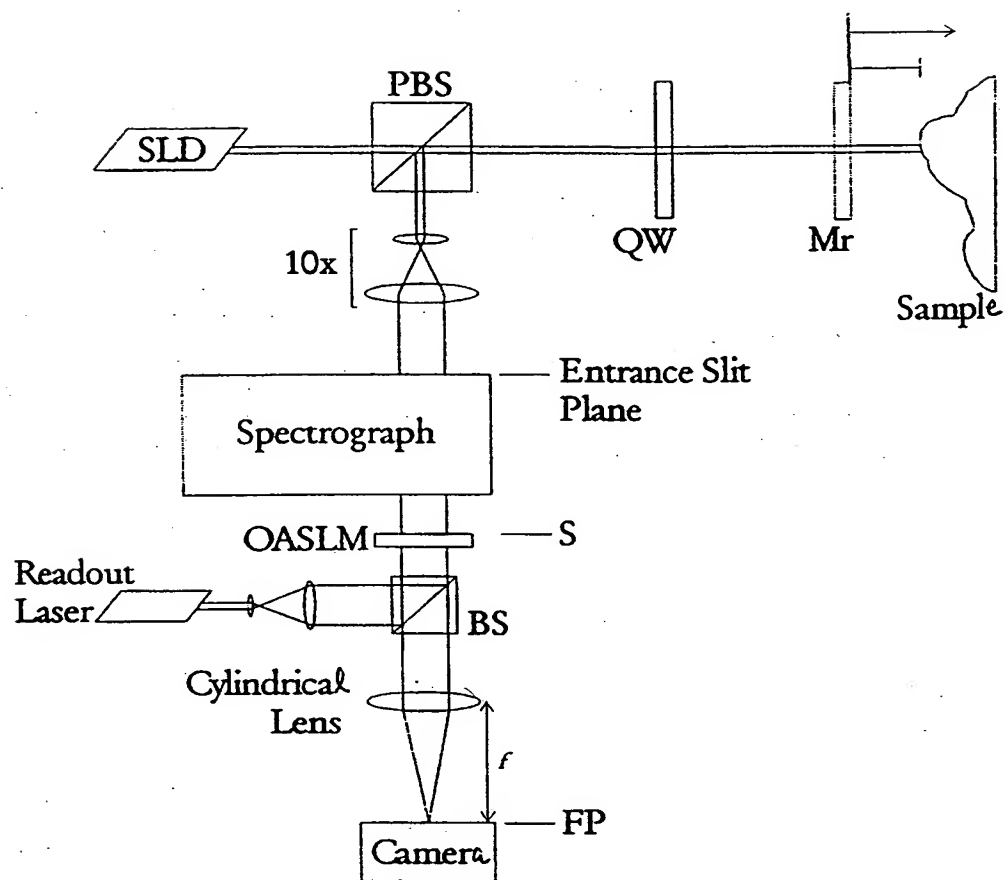 PBS
SLD
QW
Mr
10x
Sample
Entrance Slit
Plane
Spectrograph
OASLM
S
Readout
Laser
BS
Cylindrical
Lens
f
FP
Camera